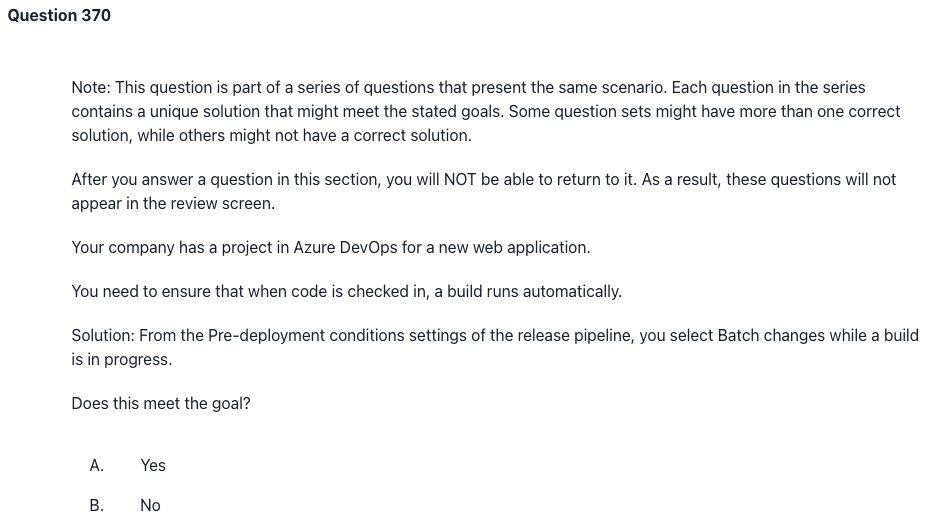 Question 370
Note: This question is part of a series of questions that present the same scenario. Each question in the series
contains a unique solution that might meet the stated goals. Some question sets might have more than one correct
solution, while others might not have a correct solution.
After you answer a question in this section, you will NOT be able to return to it. As a result, these questions will not
appear in the review screen.
Your company has a project in Azure DevOps for a new web application.
You need to ensure that when code is checked in, a build runs automatically.
Solution: From the Pre-deployment conditions settings of the release pipeline, you select Batch changes while a build
is in progress.
Does this meet the goal?
A. Yes
B. No